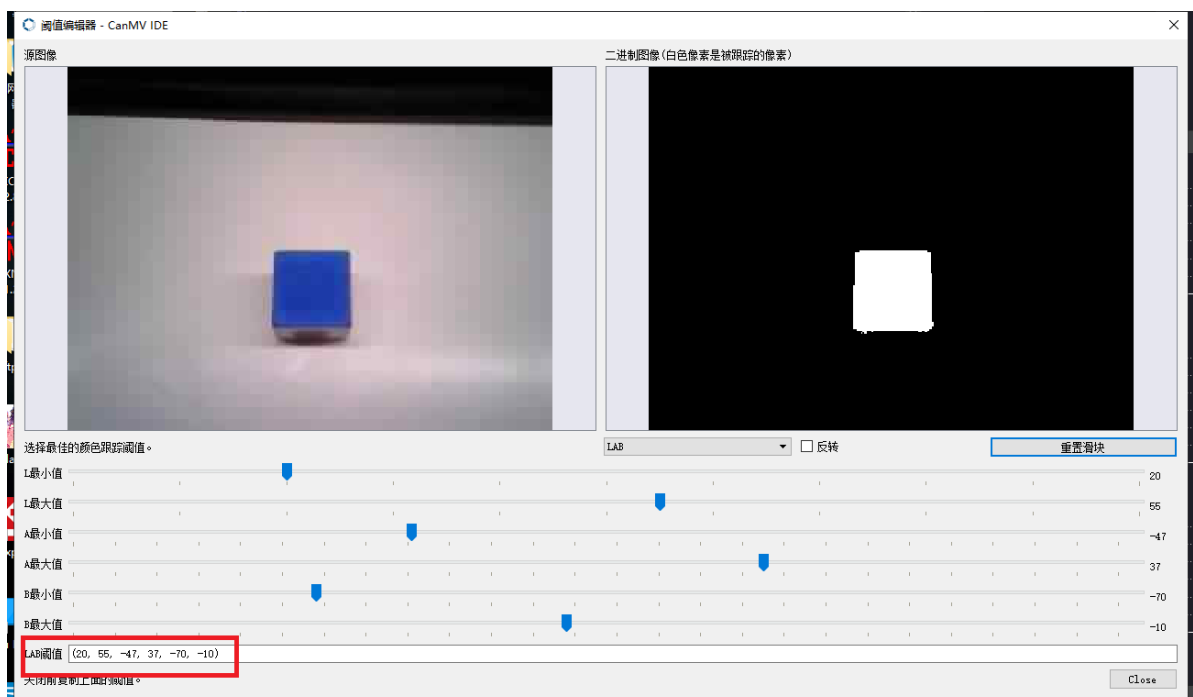 阈值编辑器 - CanMV IDE
源图像
二进制图像(白色像素是被跟踪的像素)
选择最佳的颜色跟踪阈值。
LAB
反转
重置滑块
L最小值 20
L最大值 55
A最小值 -47
A最大值 37
B最小值 -70
B最大值 -10
LAB阈值 (20, 55, -47, 37, -70, -10)
关闭前复制上面的阈值。
Close